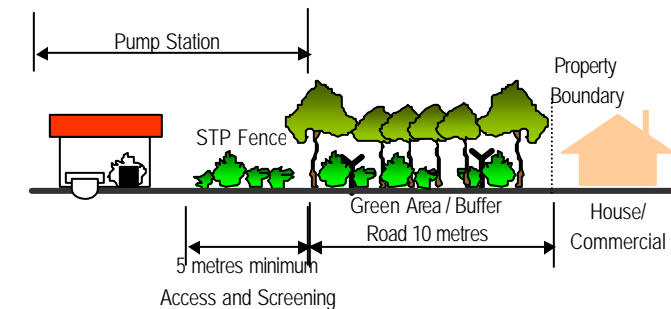 Pump Station
Property
Boundary
STP Fence
Green Area / Buffer
Road 10 metres
House/
Commercial
5 metres minimum
Access and Screening